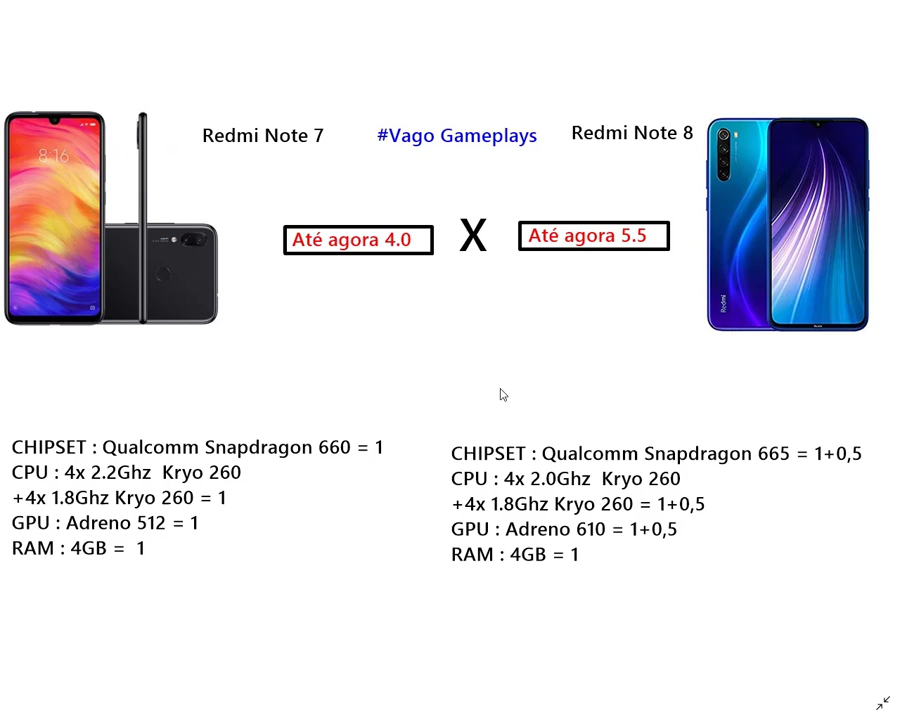 Redmi Note 7
#Vago Gameplays
Redmi Note 8
8:16
Até agora 4.0
X
Até agora 5.5
Redmi
CHIPSET : Qualcomm Snapdragon 660 = 1
CPU : 4x 2.2Ghz  Kryo 260
+4x 1.8Ghz Kryo 260 = 1
GPU : Adreno 512 = 1
RAM : 4GB =  1
CHIPSET : Qualcomm Snapdragon 665 = 1+0,5
CPU : 4x 2.0Ghz  Kryo 260
+4x 1.8Ghz Kryo 260 = 1+0,5
GPU : Adreno 610 = 1+0,5
RAM : 4GB = 1